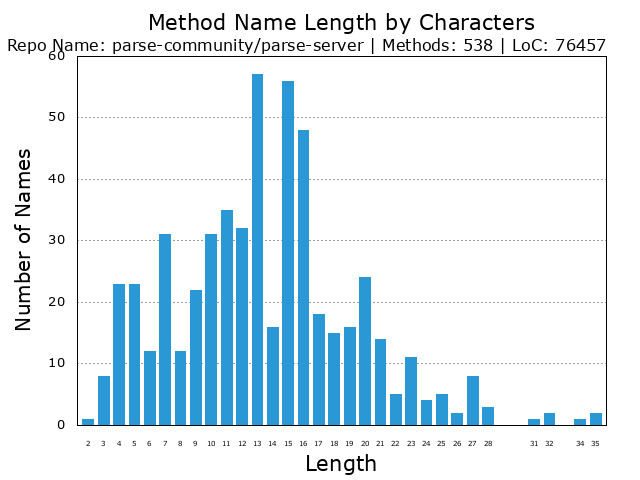 Method Name Length by Characters
Repo Name: parse-community/parse-server | Methods: 538 | LoC: 76457
60
50
40
30
20
10
0
Number of Names
2 3 4 5 6 7 8 9 10 11 12 13 14 15 16 17 18 19 20 21 22 23 24 25 26 27 28 31 32 34 35
Length